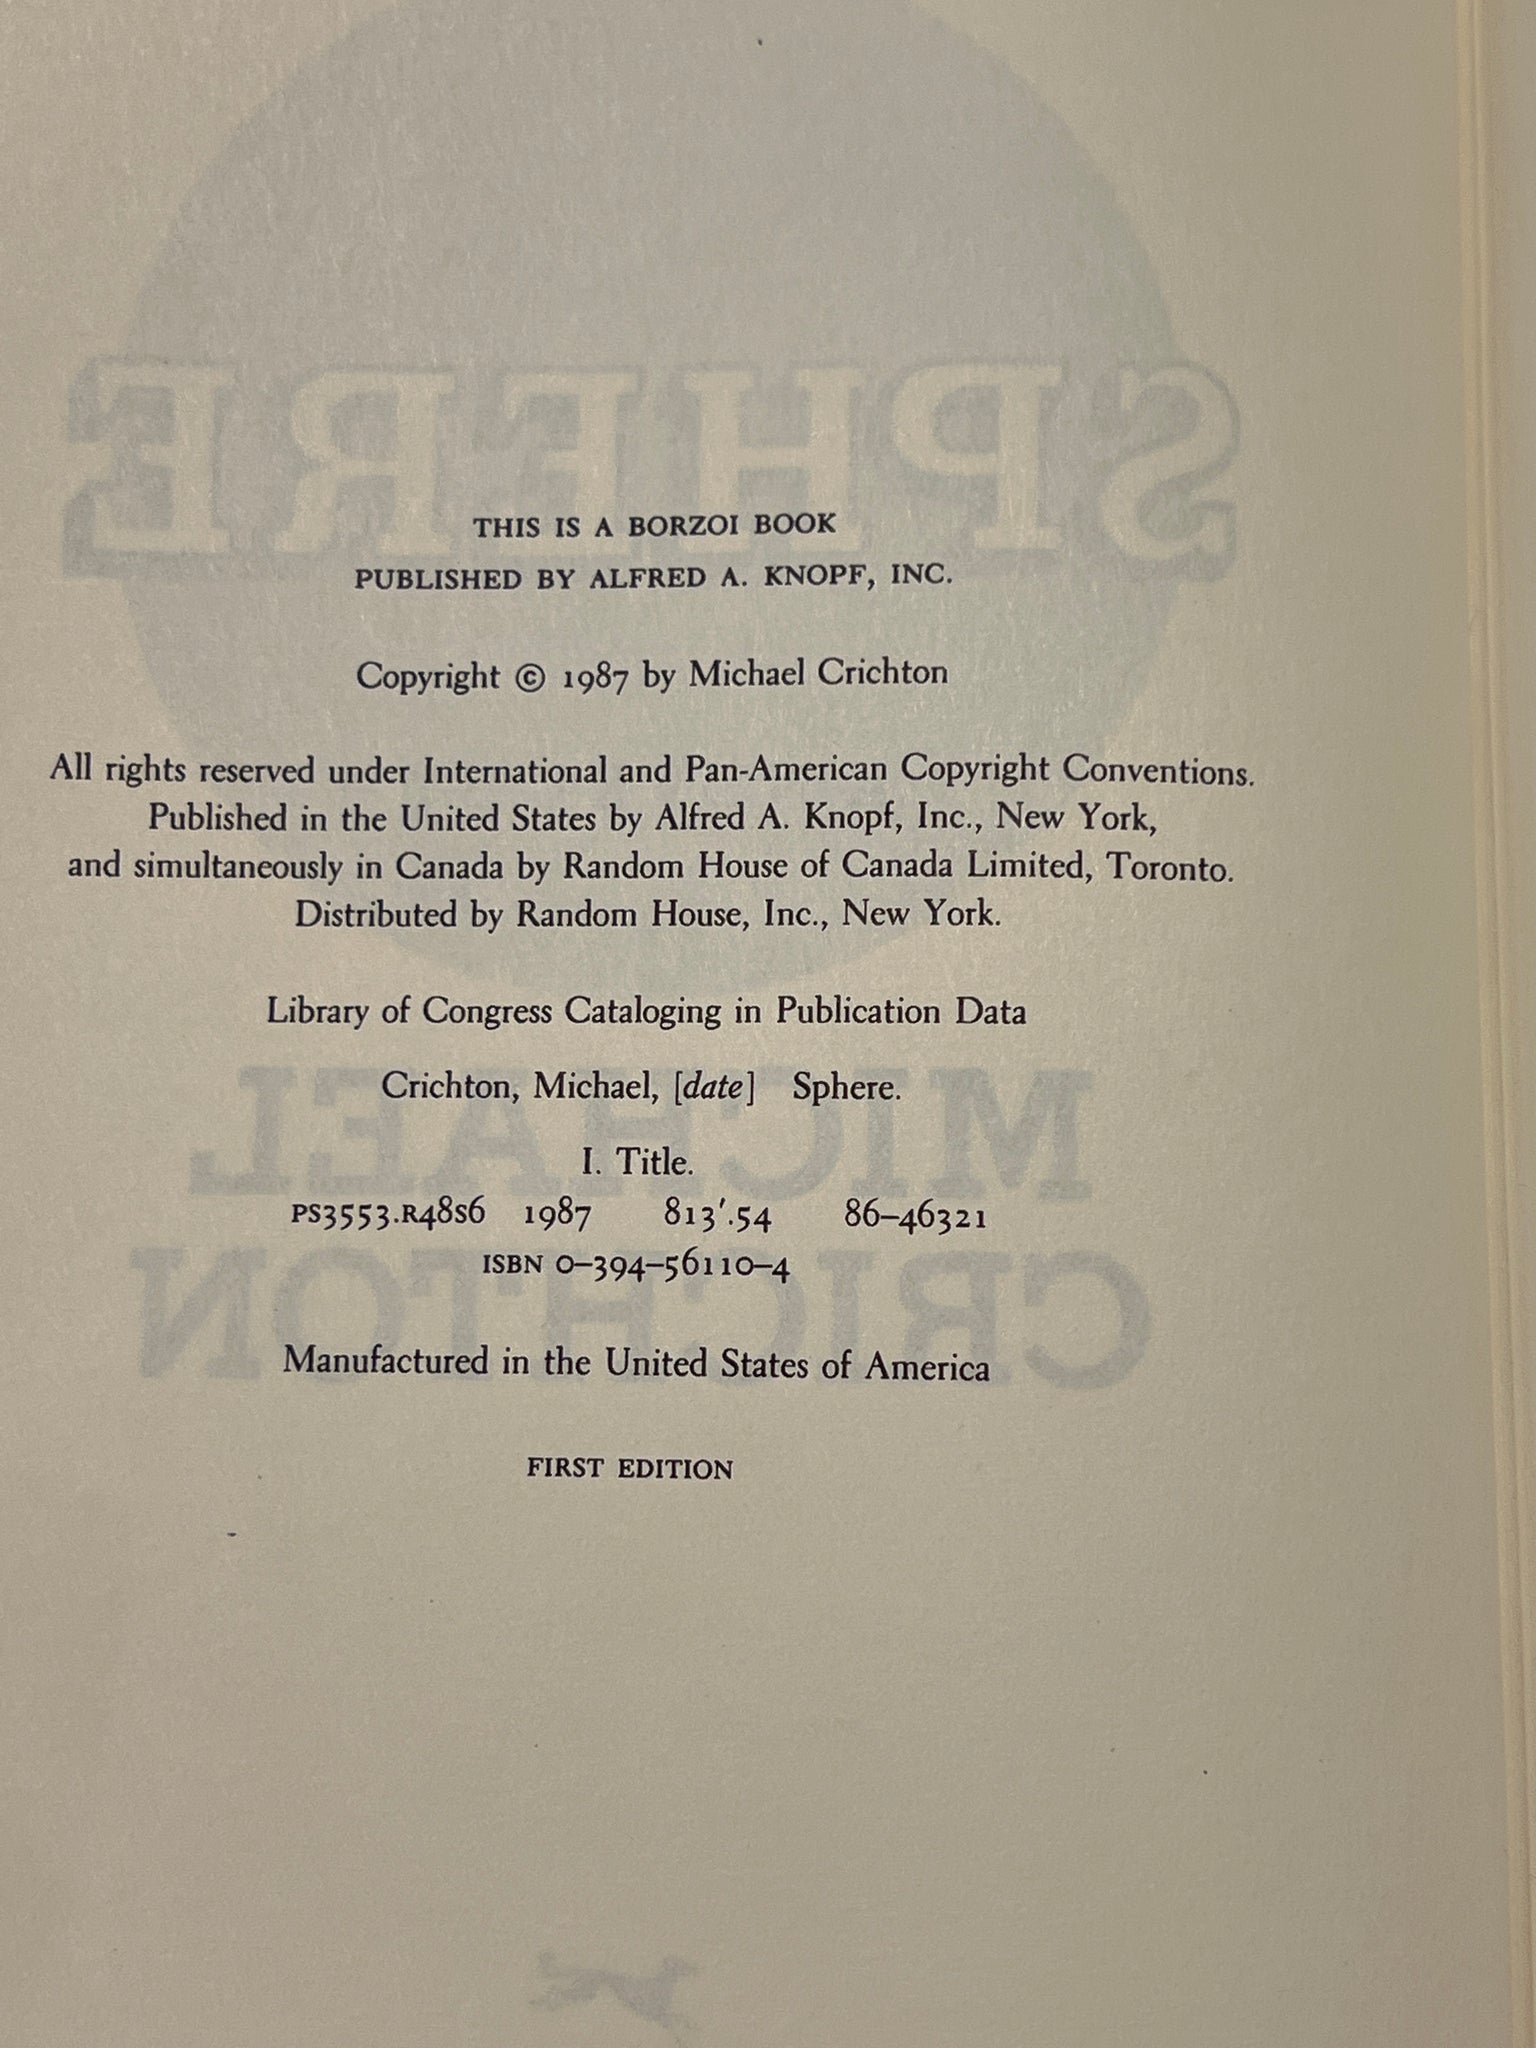 THIS IS A BORZOI BOOK
PUBLISHED BY ALFRED A. KNOPF, INC.
Copyright © 1987 by Michael Crichton
All rights reserved under International and Pan-American Copyright Conventions.
Published in the United States by Alfred A. Knopf, Inc., New York,
and simultaneously in Canada by Random House of Canada Limited, Toronto.
Distributed by Random House, Inc., New York.
Library of Congress Cataloging in Publication Data
Crichton, Michael, [date] Sphere.
I. Title.
PS3553.R48S6 1987 813'.54 86–46321
ISBN 0–394–56110–4
Manufactured in the United States of America
FIRST EDITION
SPHERE
MICHAEL
CRICHTON